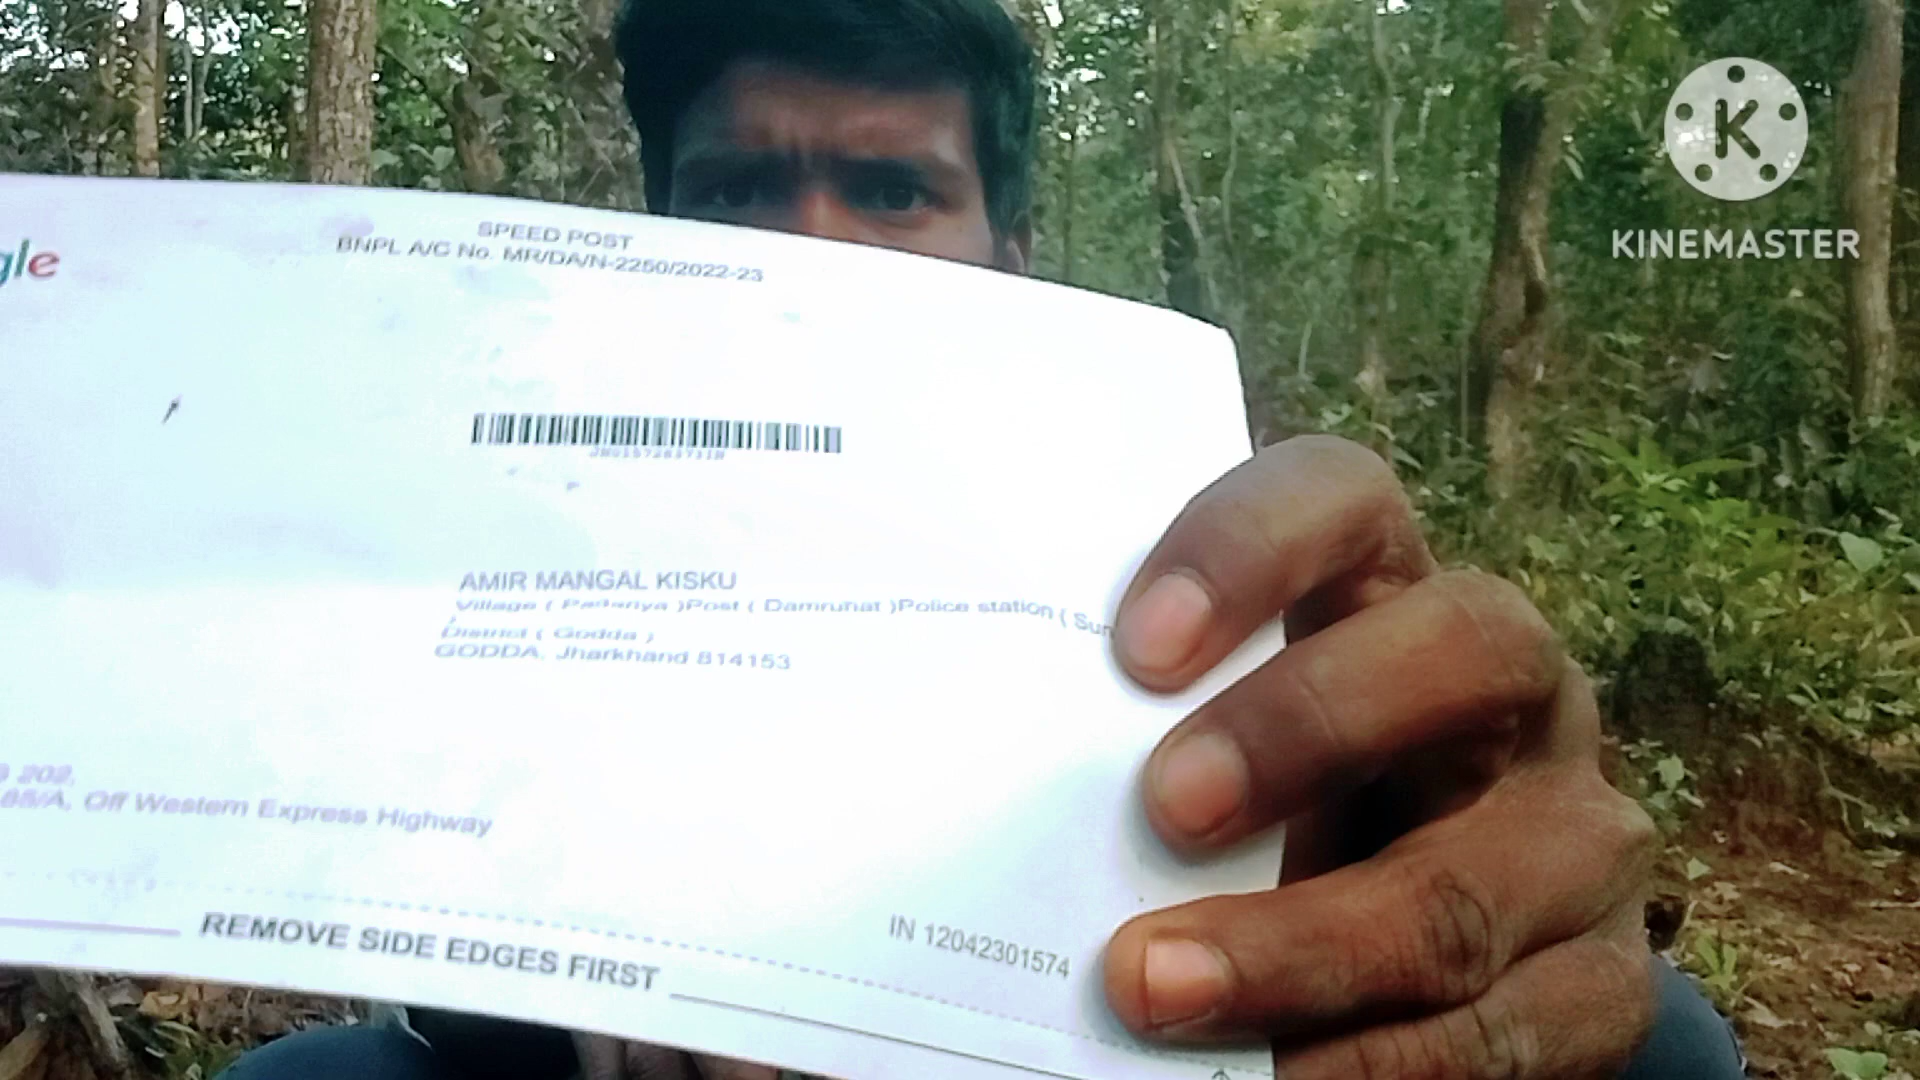 gle
SPEED POST
BNPL A/C No. MR/DA/N-2250/2022-23
AMIR MANGAL KISKU
Village ( )Post ( Damruhat )Police station ( Sun
)
District ( Godda )
GODDA, Jharkhand 814153
202,
Off Western Express Highway
REMOVE SIDE EDGES FIRST
IN 12042301574
K
KINEMASTER